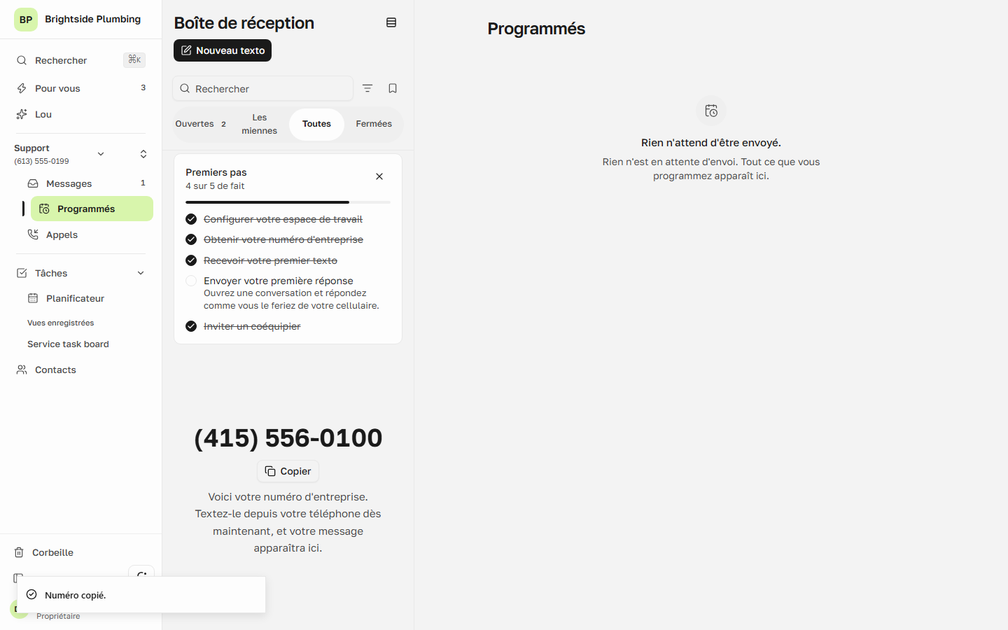 BP
Brightside Plumbing
Rechercher
⌘K
Pour vous
3
Lou
Support
(613) 555-0199
Messages
1
Programmés
Appels
Tâches
Planificateur
Vues enregistrées
Service task board
Contacts
Corbeille
Numéro copié.
Propriétaire
Boîte de réception
Nouveau texto
Rechercher
Ouvertes 2
Les
miennes
Toutes
Fermées
Premiers pas
4 sur 5 de fait
Configurer votre espace de travail
Obtenir votre numéro d'entreprise
Recevoir votre premier texto
Envoyer votre première réponse
Ouvrez une conversation et répondez
comme vous le feriez de votre cellulaire.
Inviter un coéquipier
(415) 556-0100
Copier
Voici votre numéro d'entreprise.
Textez-le depuis votre téléphone dès
maintenant, et votre message
apparaîtra ici.
Programmés
Rien n'attend d'être envoyé.
Rien n'est en attente d'envoi. Tout ce que vous
programmez apparaît ici.